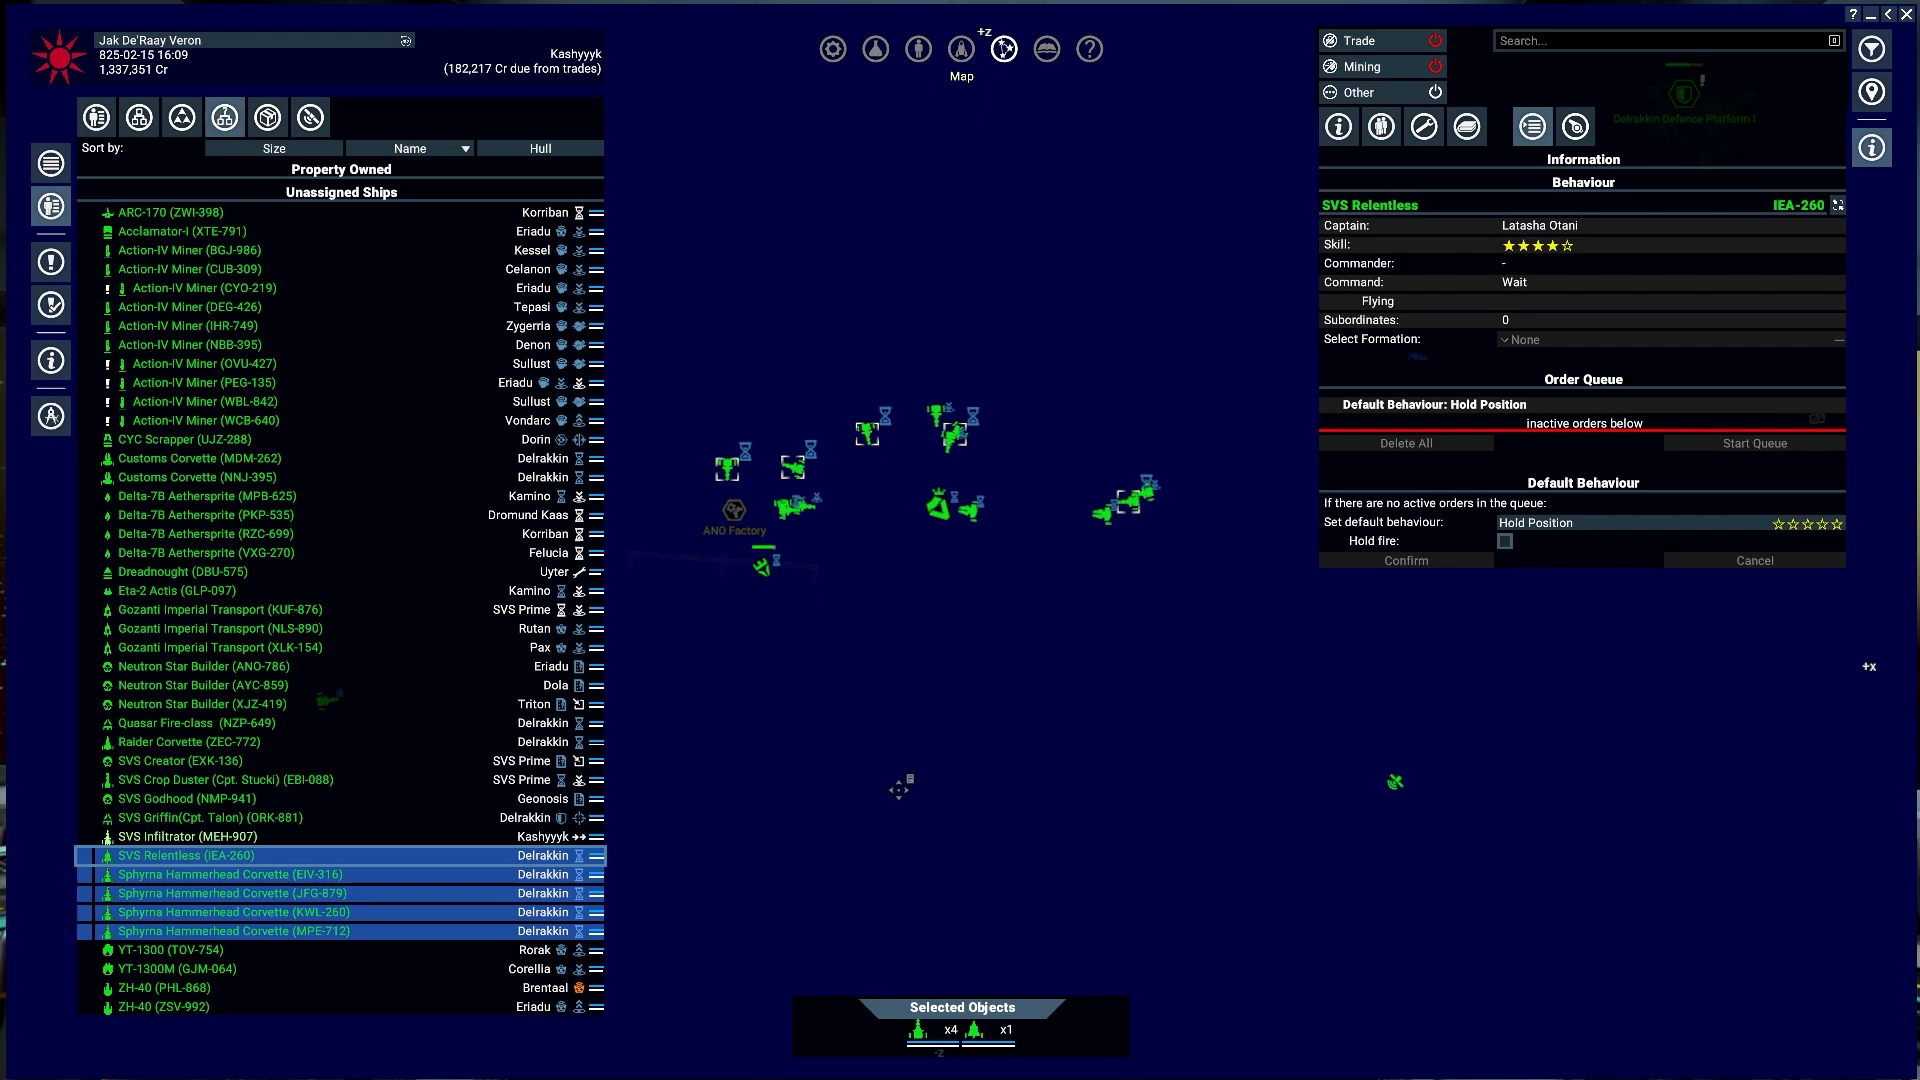 Jak De'Raay Veron
825-02-15 16:09
1,337,351 Cr
Kashyyyk
(182,217 Cr due from trades)
+z
Map
Trade
Mining
Other
Search...
Delrakkin Defence Platform I
Sort by:
Size
Name
Hull
Property Owned
Unassigned Ships
ARC-170 (ZWI-398) Korriban
Acclamator-I (XTE-791) Eriadu
Action-IV Miner (BGJ-986) Kessel
Action-IV Miner (CUB-309) Celanon
! Action-IV Miner (CYO-219) Eriadu
Action-IV Miner (DEG-426) Tepasi
Action-IV Miner (IHR-749) Zygerria
Action-IV Miner (NBB-395) Denon
! Action-IV Miner (OVU-427) Sullust
! Action-IV Miner (PEG-135) Eriadu
! Action-IV Miner (WBL-842) Sullust
! Action-IV Miner (WCB-640) Vondarc
CYC Scrapper (UJZ-288) Dorin
Customs Corvette (MDM-262) Delrakkin
Customs Corvette (NNJ-395) Delrakkin
Delta-7B Aethersprite (MPB-625) Kamino
Delta-7B Aethersprite (PKP-535) Dromund Kaas
Delta-7B Aethersprite (RZC-699) Korriban
Delta-7B Aethersprite (VXG-270) Felucia
Dreadnought (DBU-575) Uyter
Eta-2 Actis (GLP-097) Kamino
Gozanti Imperial Transport (KUF-876) SVS Prime
Gozanti Imperial Transport (NLS-890) Rutan
Gozanti Imperial Transport (XLK-154) Pax
Neutron Star Builder (ANO-786) Eriadu
Neutron Star Builder (AYC-859) Dola
Neutron Star Builder (XJZ-419) Triton
Quasar Fire-class (NZP-649) Delrakkin
Raider Corvette (ZEC-772) Delrakkin
SVS Creator (EXK-136) SVS Prime
SVS Crop Duster (Cpt. Stucki) (EBI-088) SVS Prime
SVS Godhood (NMP-941) Geonosis
SVS Griffin(Cpt. Talon) (ORK-881) Delrakkin
SVS Infiltrator (MEH-907) Kashyyyk
SVS Relentless (IEA-260) Delrakkin
Sphyrna Hammerhead Corvette (EIV-316) Delrakkin
Sphyrna Hammerhead Corvette (JFG-879) Delrakkin
Sphyrna Hammerhead Corvette (KWL-260) Delrakkin
Sphyrna Hammerhead Corvette (MPE-712) Delrakkin
YT-1300 (TOV-754) Rorak
YT-1300M (GJM-064) Corellia
ZH-40 (PHL-868) Brentaal
ZH-40 (ZSV-992) Eriadu
ANO Factory
Information
Behaviour
SVS Relentless IEA-260
Captain: Latasha Otani
Skill:
Commander: -
Command: Wait
Flying
Subordinates: 0
Select Formation: None
Order Queue
Default Behaviour: Hold Position
inactive orders below
Delete All
Start Queue
Default Behaviour
If there are no active orders in the queue:
Set default behaviour: Hold Position
Hold fire:
Confirm
Cancel
+x
Selected Objects
x4 x1
-z